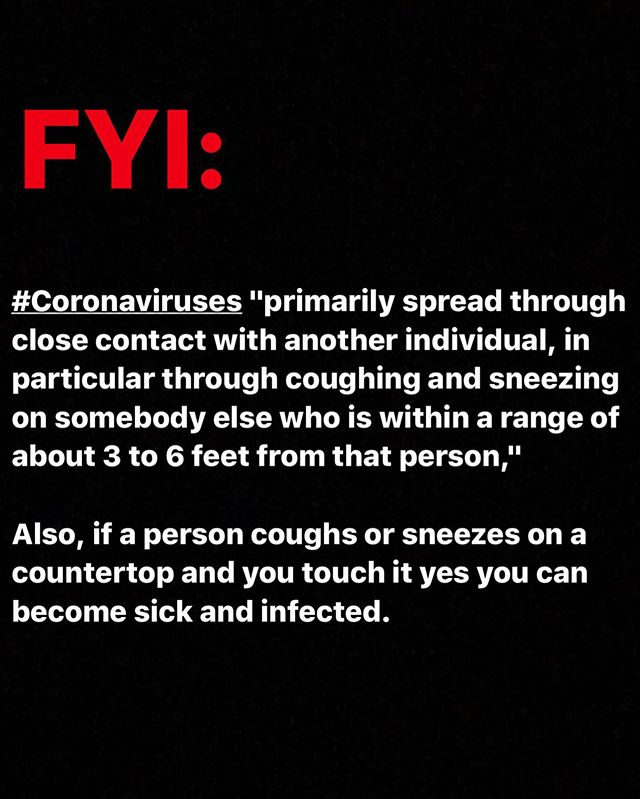 FYI:
#Coronaviruses "primarily spread through
close contact with another individual, in
particular through coughing and sneezing
on somebody else who is within a range of
about 3 to 6 feet from that person,"
Also, if a person coughs or sneezes on a
countertop and you touch it yes you can
become sick and infected.